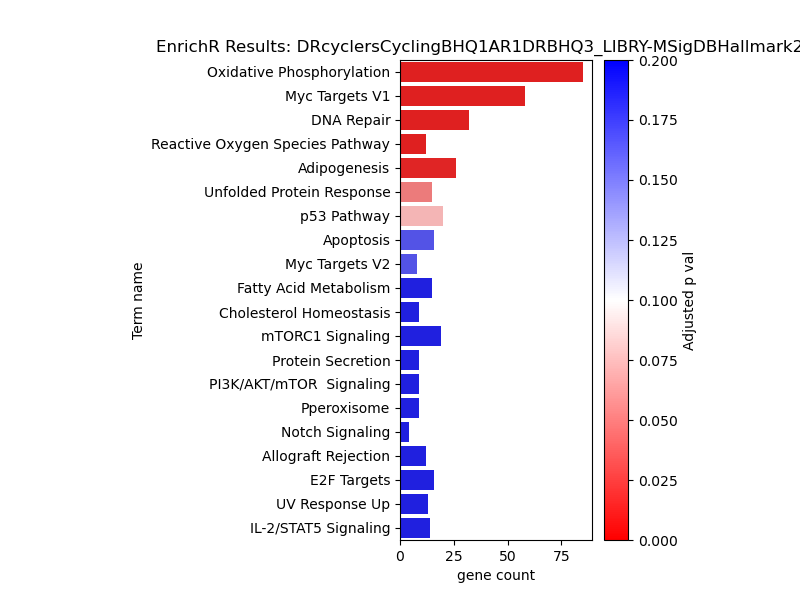 EnrichR Results: DRcyclersCyclingBHQ1AR1DRBHQ3_LIBRY-MSigDBHallmark2
Oxidative Phosphorylation
Myc Targets V1
DNA Repair
Reactive Oxygen Species Pathway
Adipogenesis
Unfolded Protein Response
p53 Pathway
Apoptosis
Myc Targets V2
Fatty Acid Metabolism
Cholesterol Homeostasis
mTORC1 Signaling
Protein Secretion
PI3K/AKT/mTOR  Signaling
Pperoxisome
Notch Signaling
Allograft Rejection
E2F Targets
UV Response Up
IL-2/STAT5 Signaling
Term name
0 25 50 75
gene count
0.200
0.175
0.150
0.125
0.100
0.075
0.050
0.025
0.000
Adjusted p val